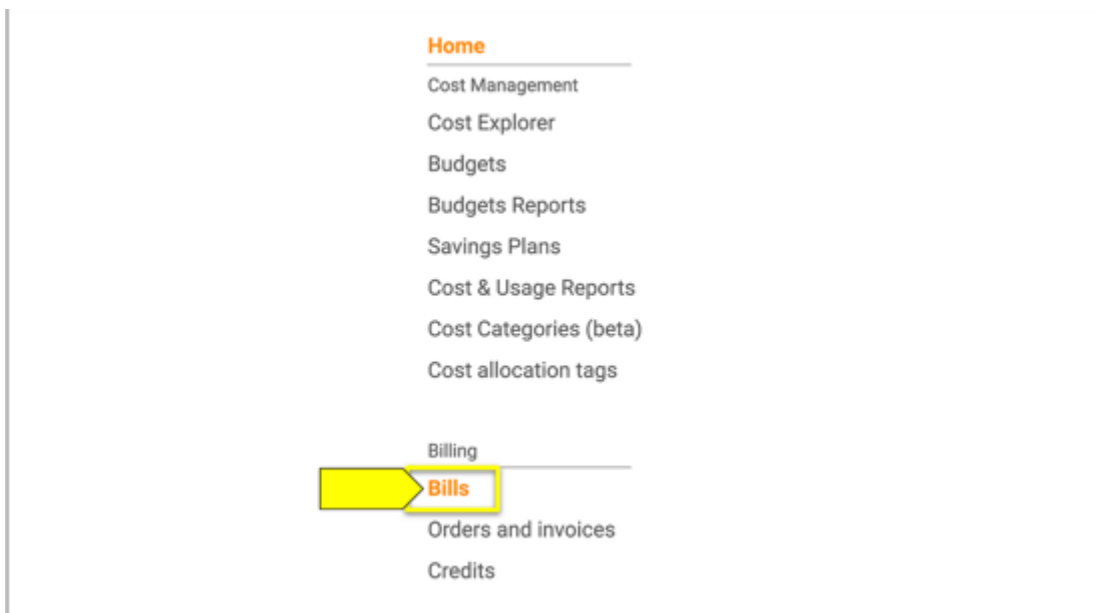 Home
Cost Management
Cost Explorer
Budgets
Budgets Reports
Savings Plans
Cost & Usage Reports
Cost Categories (beta)
Cost allocation tags
Billing
Bills
Orders and invoices
Credits